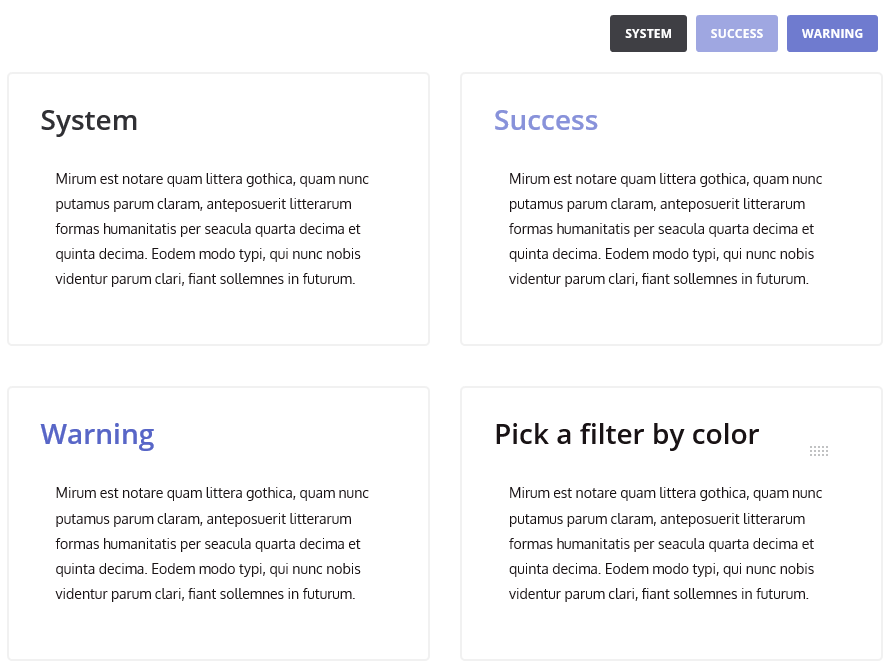 SYSTEM SUCCESS WARNING
System
Mirum est notare quam littera gothica, quam nunc
putamus parum claram, anteposuerit litterarum
formas humanitatis per seacula quarta decima et
quinta decima. Eodem modo typi, qui nunc nobis
videntur parum clari, fiant sollemnes in futurum.
Success
Mirum est notare quam littera gothica, quam nunc
putamus parum claram, anteposuerit litterarum
formas humanitatis per seacula quarta decima et
quinta decima. Eodem modo typi, qui nunc nobis
videntur parum clari, fiant sollemnes in futurum.
Warning
Mirum est notare quam littera gothica, quam nunc
putamus parum claram, anteposuerit litterarum
formas humanitatis per seacula quarta decima et
quinta decima. Eodem modo typi, qui nunc nobis
videntur parum clari, fiant sollemnes in futurum.
Pick a filter by color
Mirum est notare quam littera gothica, quam nunc
putamus parum claram, anteposuerit litterarum
formas humanitatis per seacula quarta decima et
quinta decima. Eodem modo typi, qui nunc nobis
videntur parum clari, fiant sollemnes in futurum.